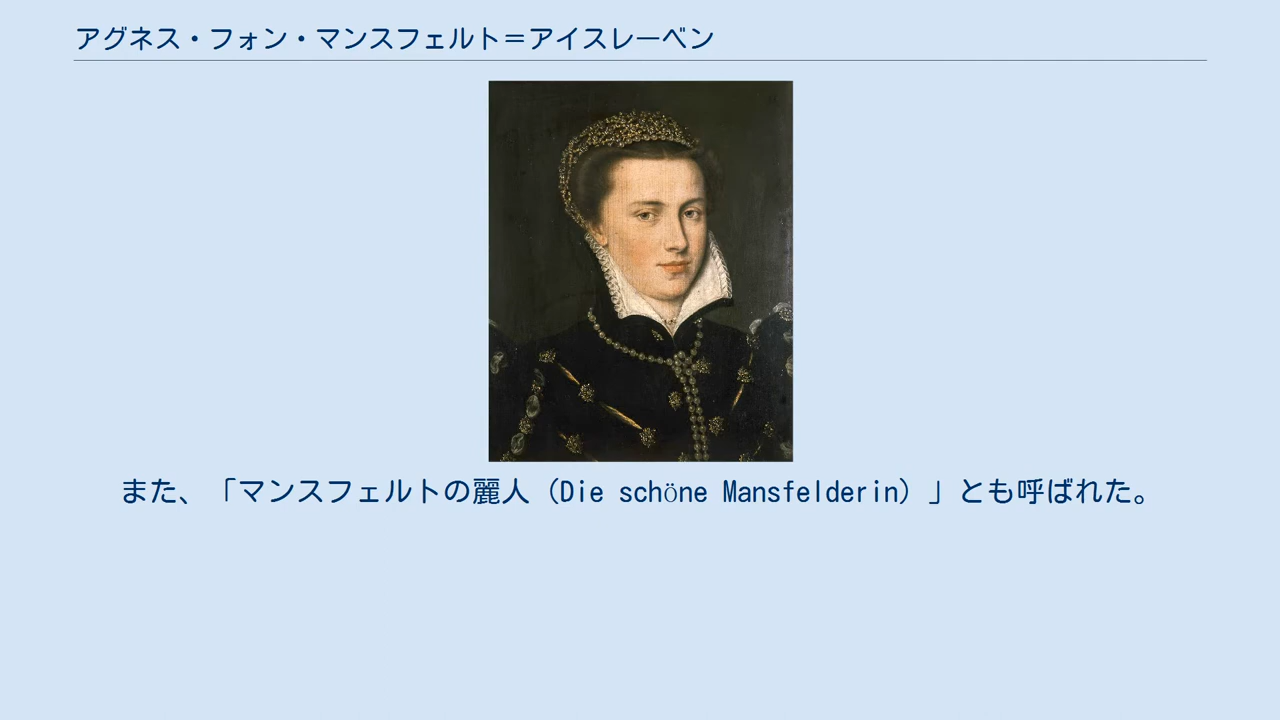 アグネス・フォン・マンスフェルト＝アイスレーベン
また、「マンスフェルトの麗人（Die schöne Mansfelderin）」とも呼ばれた。